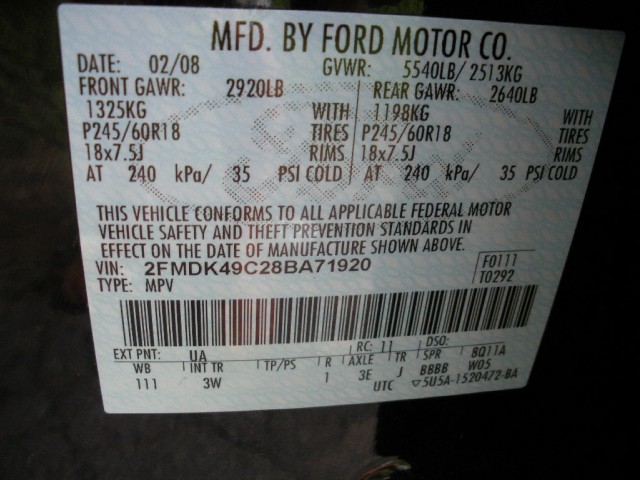 MFD. BY FORD MOTOR CO.
DATE: 02/08 GVWR: 5540LB/ 2513KG
FRONT GAWR: 2920LB REAR GAWR: 2640LB
1325KG WITH 1198KG WITH
P245/60R18 TIRES P245/60R18 TIRES
18x7.5J RIMS 18x7.5J RIMS
AT 240 kPa/ 35 PSI COLD AT 240 kPa/ 35 PSI COLD
THIS VEHICLE CONFORMS TO ALL APPLICABLE FEDERAL MOTOR
VEHICLE SAFETY AND THEFT PREVENTION STANDARDS IN
EFFECT ON THE DATE OF MANUFACTURE SHOWN ABOVE.
VIN: 2FMDK49C28BA71920 F0111
TYPE: MPV T0292
EXT PNT: UA RC: 11 DSO:
WB INT TR TP/PS R AXLE TR SPR 8Q11A
111 3W 1 3E J BBBB W05
UTC ▽5U5A-1520472-BA